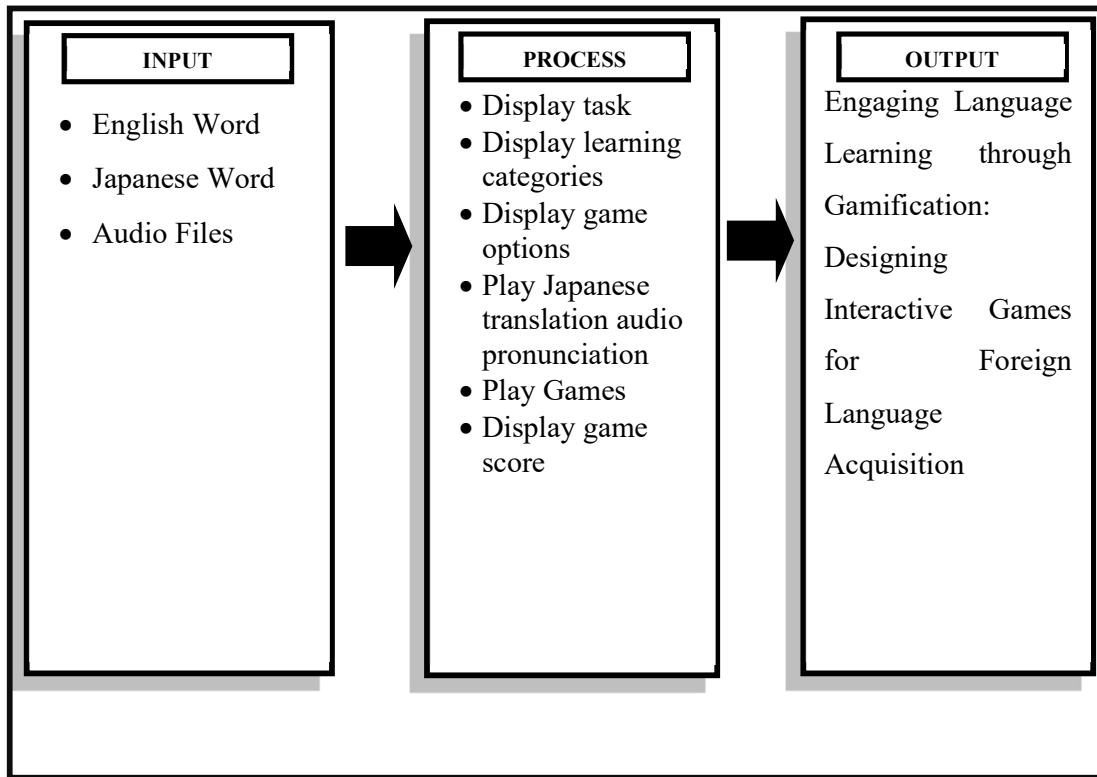 INPUT
• English Word
• Japanese Word
• Audio Files
PROCESS
• Display task
• Display learning
categories
• Display game
options
• Play Japanese
translation audio
pronunciation
• Play Games
• Display game
score
OUTPUT
Engaging Language
Learning through
Gamification:
Designing
Interactive Games
for Foreign
Language
Acquisition